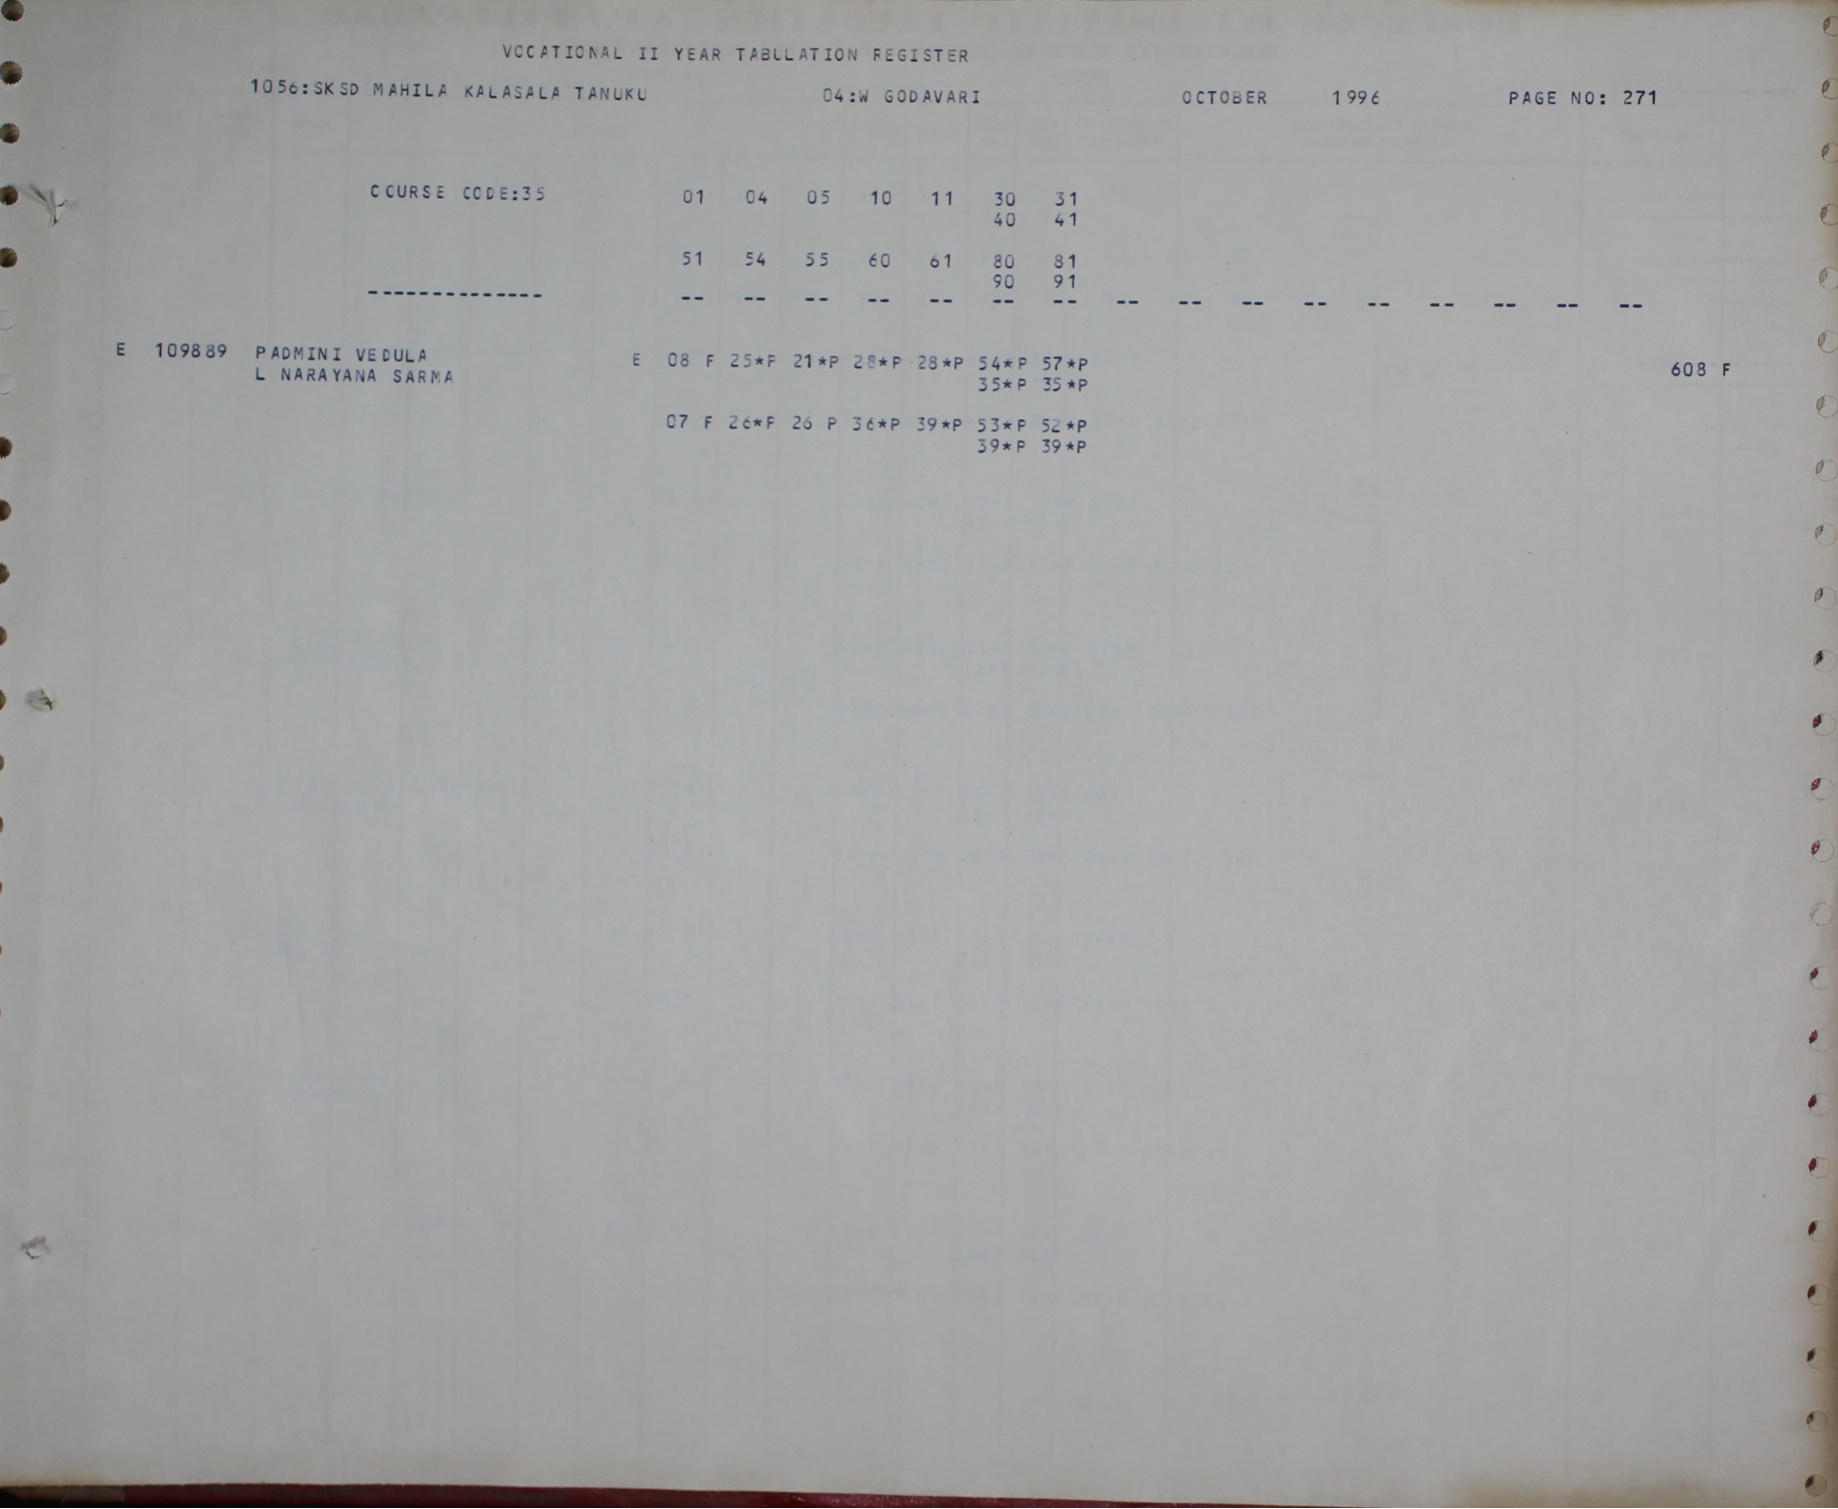 VOCATIONAL II YEAR TABULATION REGISTER
1056:SKSD MAHILA KALASALA TANUKU 04:W GODAVARI OCTOBER 1996 PAGE NO: 271
COURSE CODE:35 01 04 05 10 11 30 31
40 41
51 54 55 60 61 80 81
90 91
-------------- -- -- -- -- -- -- -- -- -- -- -- -- -- -- -- --
E 109889 PADMINI VEDULA E 08 F 25*P 21*P 28*P 28*P 54*P 57*P 608 F
L NARAYANA SARMA 35*P 35*P
07 F 26*P 26 P 36*P 39*P 53*P 52*P
39*P 39*P